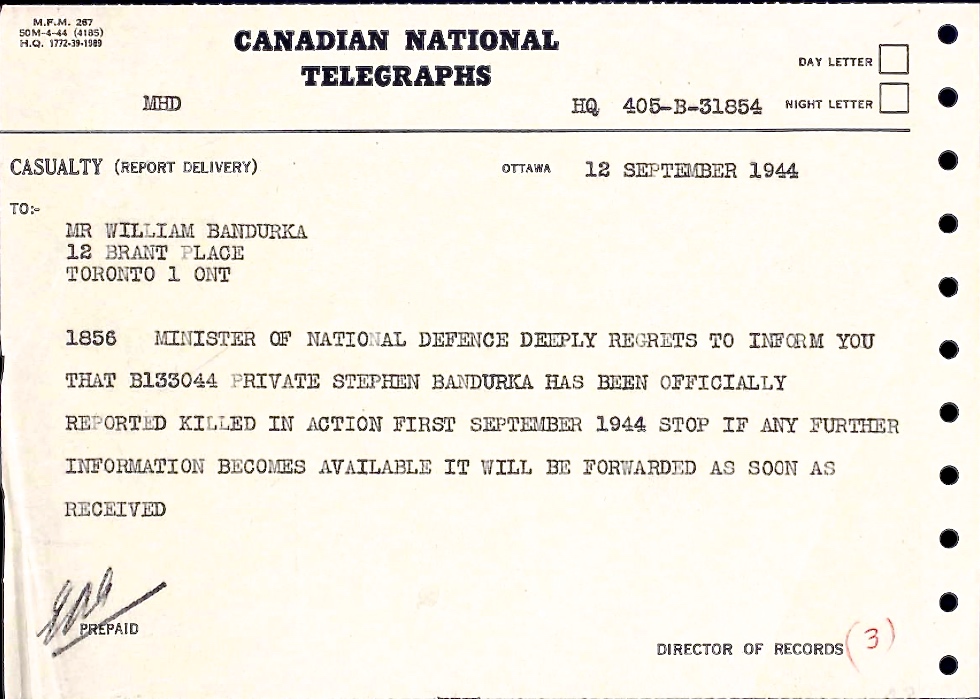 M.F.M. 267
50M-4-44 (4185)
H.Q. 1772-39-1989
CANADIAN NATIONAL
TELEGRAPHS
DAY LETTER
MHD
HQ 405-B-31854 NIGHT LETTER
CASUALTY (REPORT DELIVERY) OTTAWA 12 SEPTEMBER 1944
TO:-
MR WILLIAM BANDURKA
12 BRANT PLACE
TORONTO 1 ONT
1856 MINISTER OF NATIONAL DEFENCE DEEPLY REGRETS TO INFORM YOU
THAT B133044 PRIVATE STEPHEN BANDURKA HAS BEEN OFFICIALLY
REPORTED KILLED IN ACTION FIRST SEPTEMBER 1944 STOP IF ANY FURTHER
INFORMATION BECOMES AVAILABLE IT WILL BE FORWARDED AS SOON AS
RECEIVED
PREPAID
DIRECTOR OF RECORDS (3)